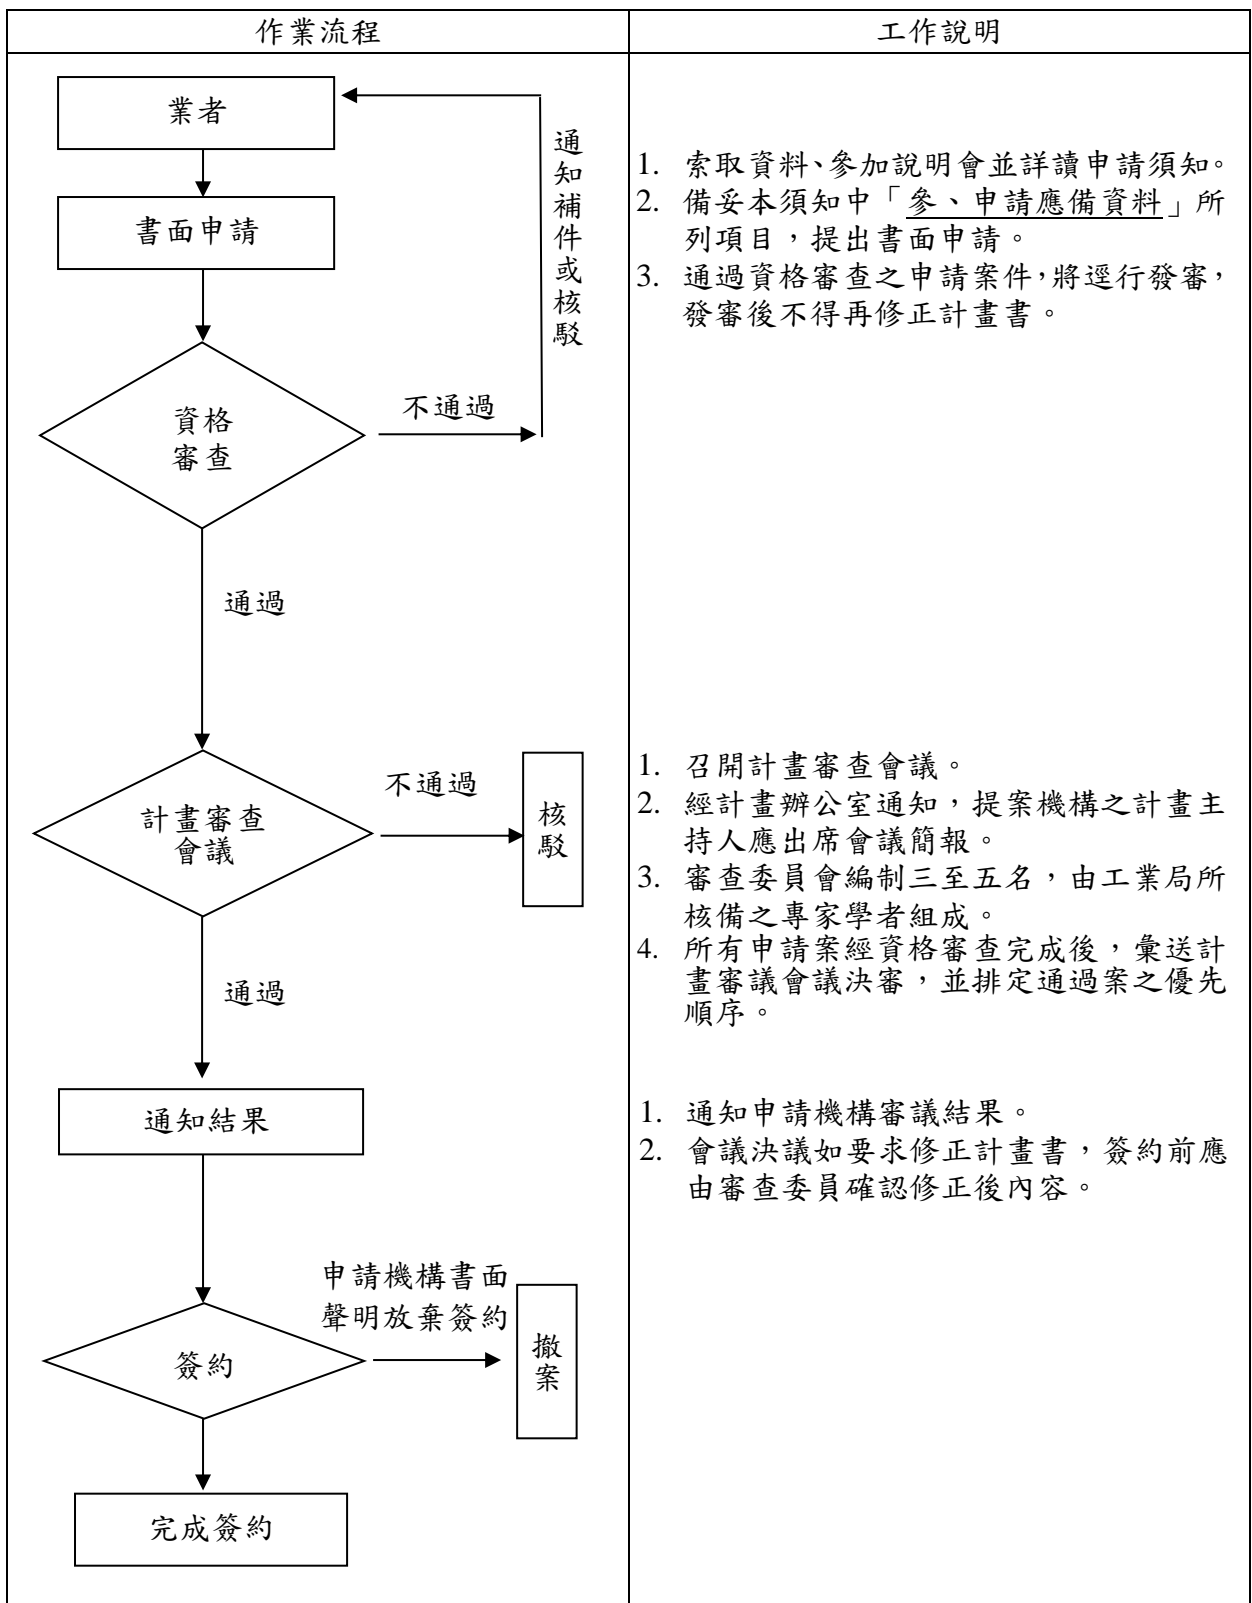 作業流程
工作說明
業者
書面申請
通知補件或核駁
資格
審查
不通過
通過
1. 索取資料、參加說明會並詳讀申請須知。
2. 備妥本須知中「參、申請應備資料」所
列項目，提出書面申請。
3. 通過資格審查之申請案件，將逕行發審，
發審後不得再修正計畫書。
計畫審查
會議
不通過
核駁
通過
1. 召開計畫審查會議。
2. 經計畫辦公室通知，提案機構之計畫主
持人應出席會議簡報。
3. 審查委員會編制三至五名，由工業局所
核備之專家學者組成。
4. 所有申請案經資格審查完成後，彙送計
畫審議會議決審，並排定通過案之優先
順序。
通知結果
1. 通知申請機構審議結果。
2. 會議決議如要求修正計畫書，簽約前應
由審查委員確認修正後內容。
申請機構書面
聲明放棄簽約
簽約
撤案
完成簽約